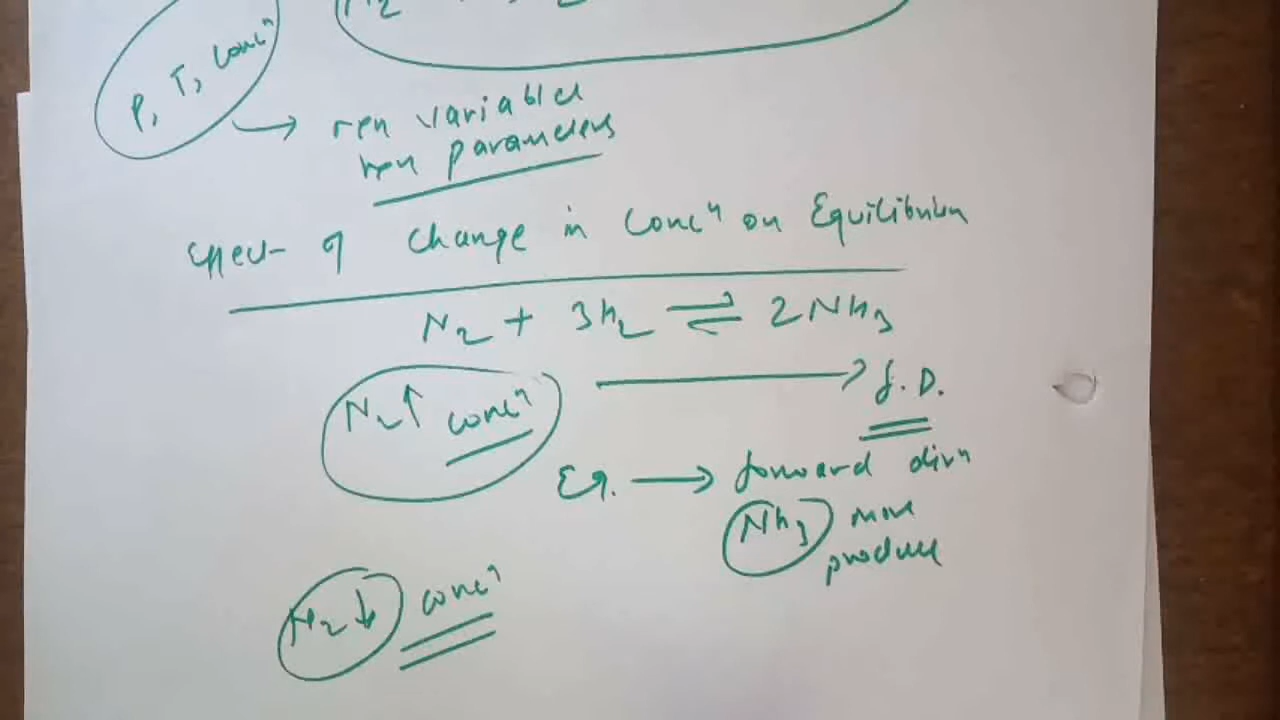 N2
P, T, concⁿ
→ rxn variables
rxn parameters
Effect of change in Concⁿ on Equilibrium
N2 + 3H2 ⇌ 2NH3
N2↑ concⁿ → f.D.
Eq. → forward dirⁿ
NH3 more
produce
N2↓ concⁿ